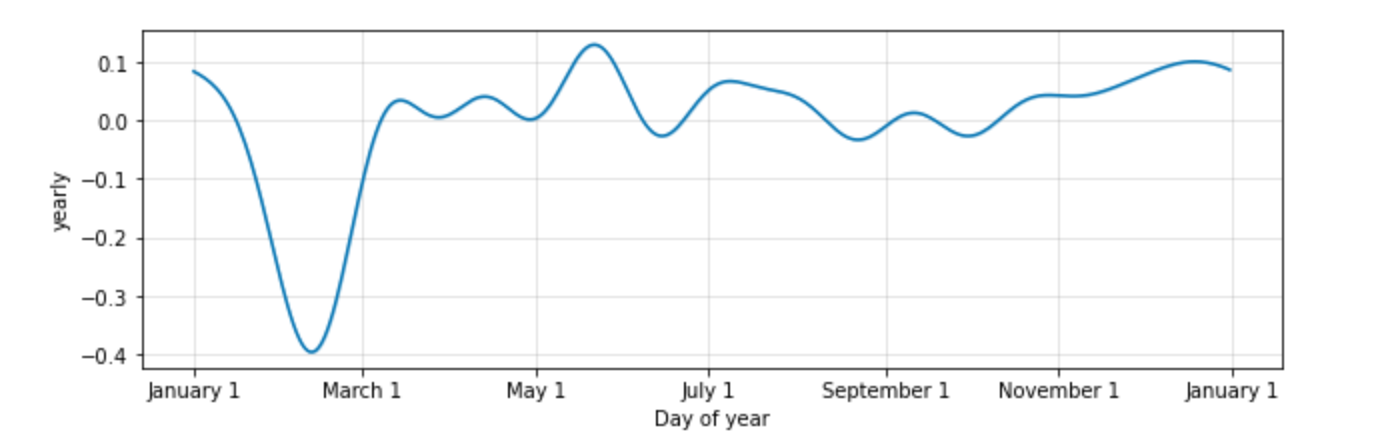 yearly
0.1
0.0
−0.1
−0.2
−0.3
−0.4
January 1 March 1 May 1 July 1 September 1 November 1 January 1
Day of year